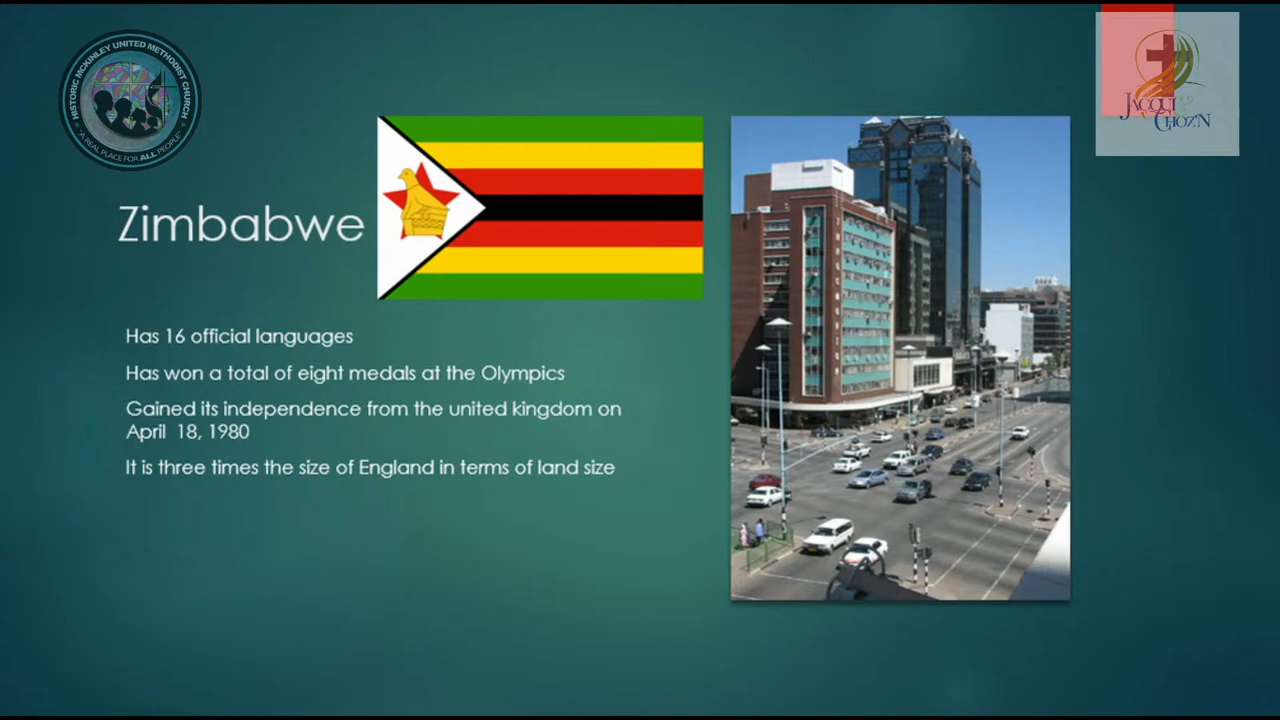 HISTORIC MCKINLEY UNITED METHODIST CHURCH
"A REAL PLACE FOR ALL PEOPLE"
JACQUI
CHOZ'N
Zimbabwe
Has 16 official languages
Has won a total of eight medals at the Olympics
Gained its independence from the united kingdom on
April 18, 1980
It is three times the size of England in terms of land size